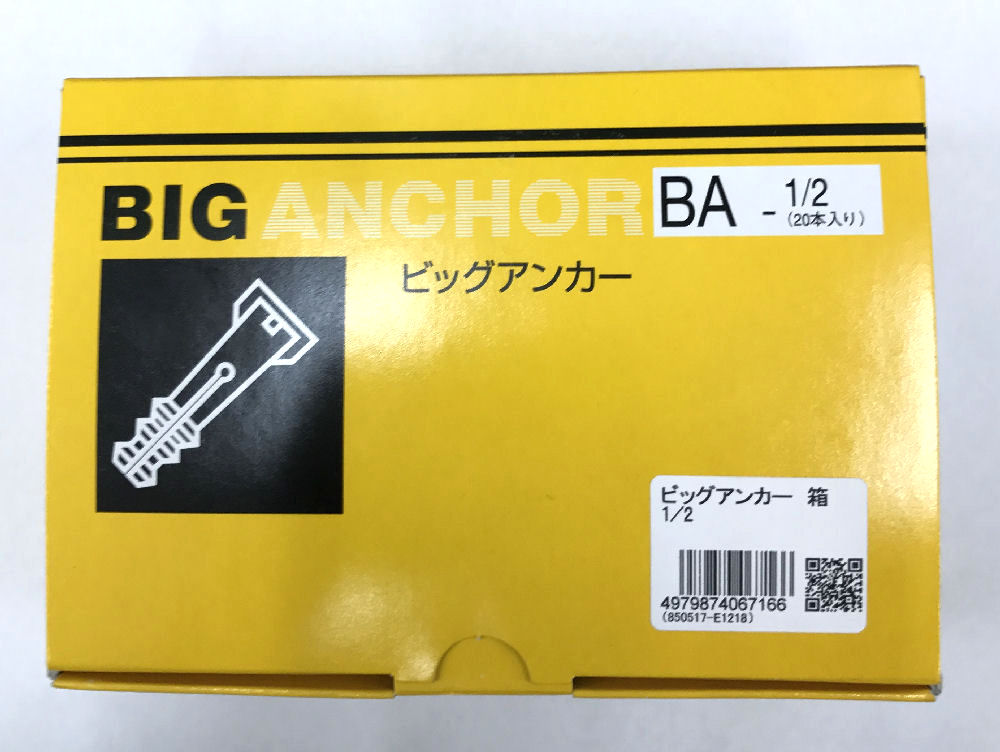 BIG ANCHOR BA - 1/2
(20本入り)
ビッグアンカー
ビッグアンカー 箱
1/2
4979874067166
(850517-E1218)